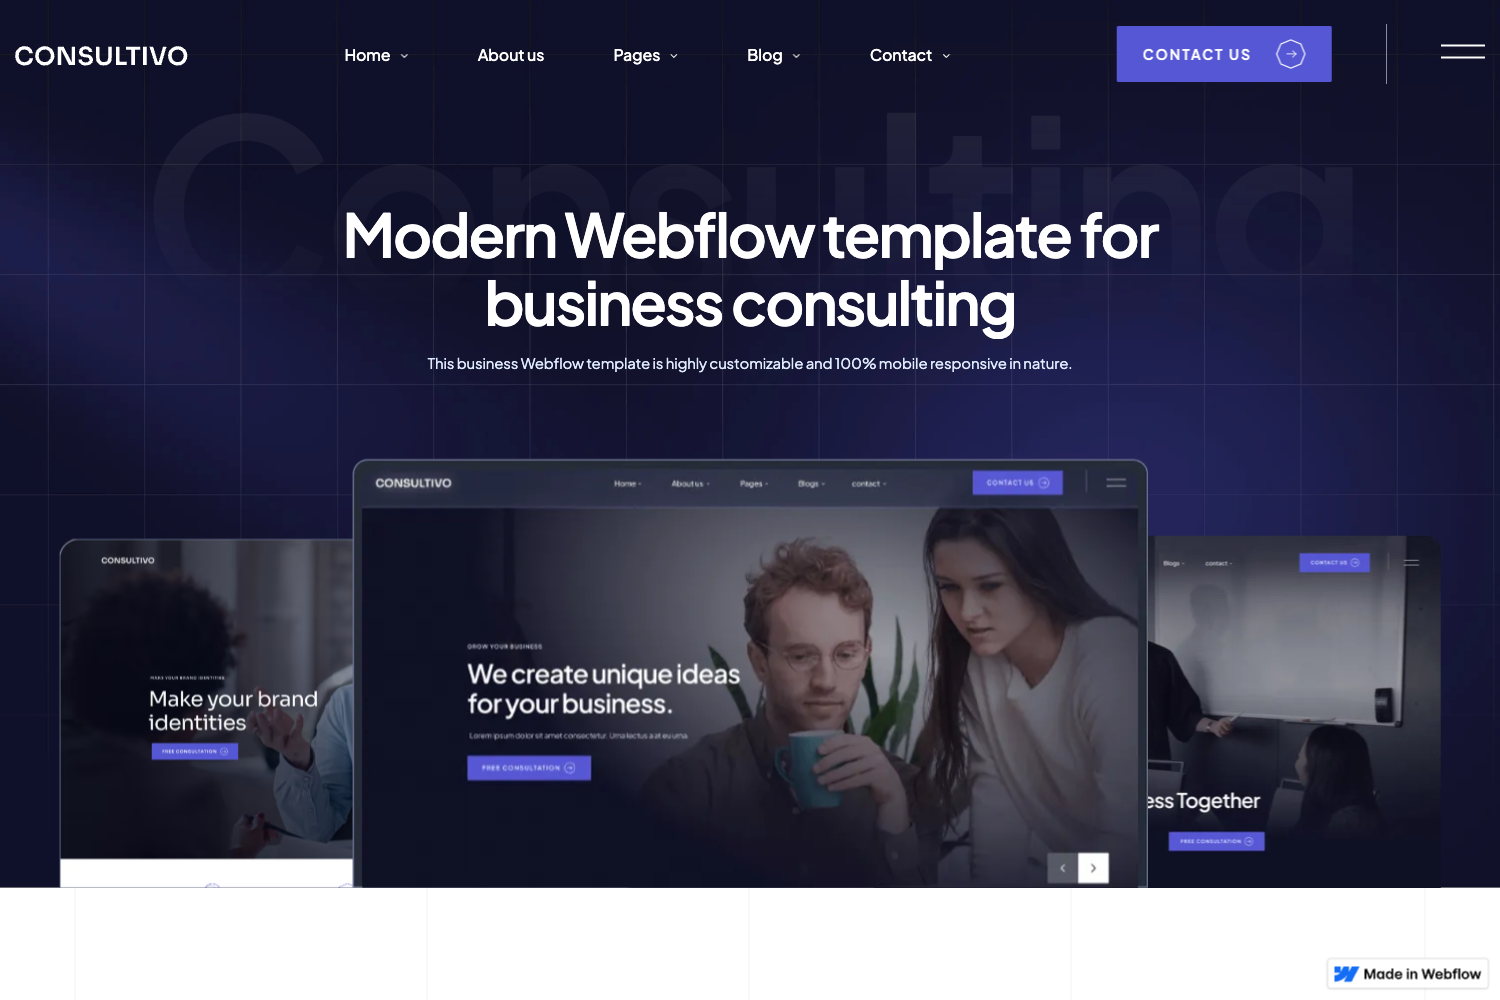 CONSULTIVO
Home
About us
Pages
Blog
Contact
CONTACT US
Consulting
Modern Webflow template for
business consulting
This business Webflow template is highly customizable and 100% mobile responsive in nature.
CONSULTIVO
Home
About us
Pages
Blogs
contact
CONTACT US
GROW YOUR BUSINESS
We create unique ideas
for your business.
Lorem ipsum dolor sit amet consectetur. Urna lectus a at eu urna.
FREE CONSULTATION
CONSULTIVO
MAKE YOUR BRAND IDENTITIES
Make your brand
identities
FREE CONSULTATION
Blogs
contact
CONTACT US
ess Together
FREE CONSULTATION
Made in Webflow